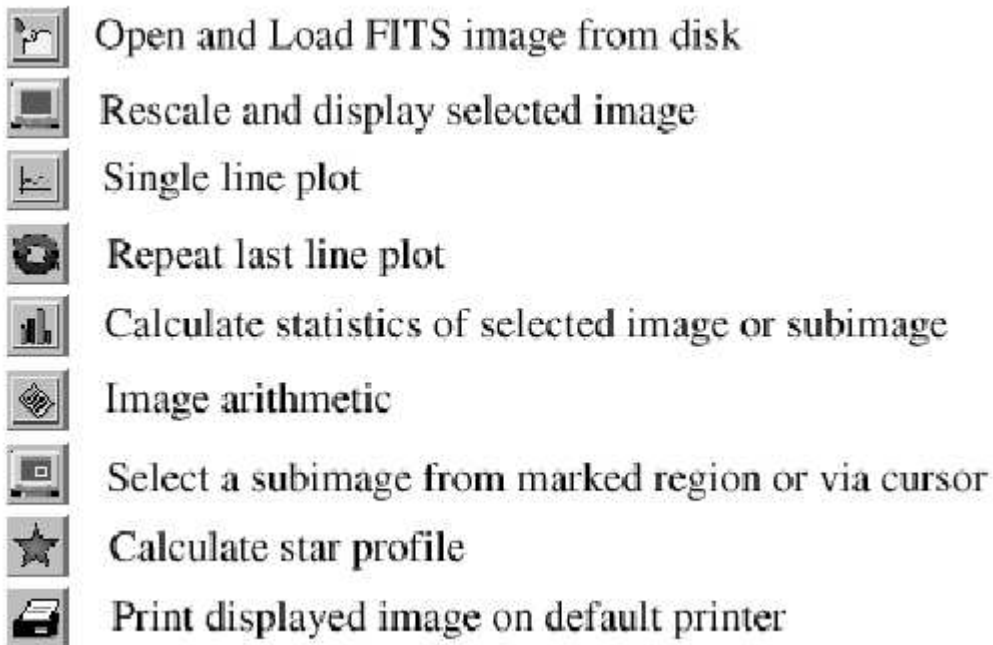 Open and Load FITS image from disk
Rescale and display selected image
Single line plot
Repeat last line plot
Calculate statistics of selected image or subimage
Image arithmetic
Select a subimage from marked region or via cursor
Calculate star profile
Print displayed image on default printer